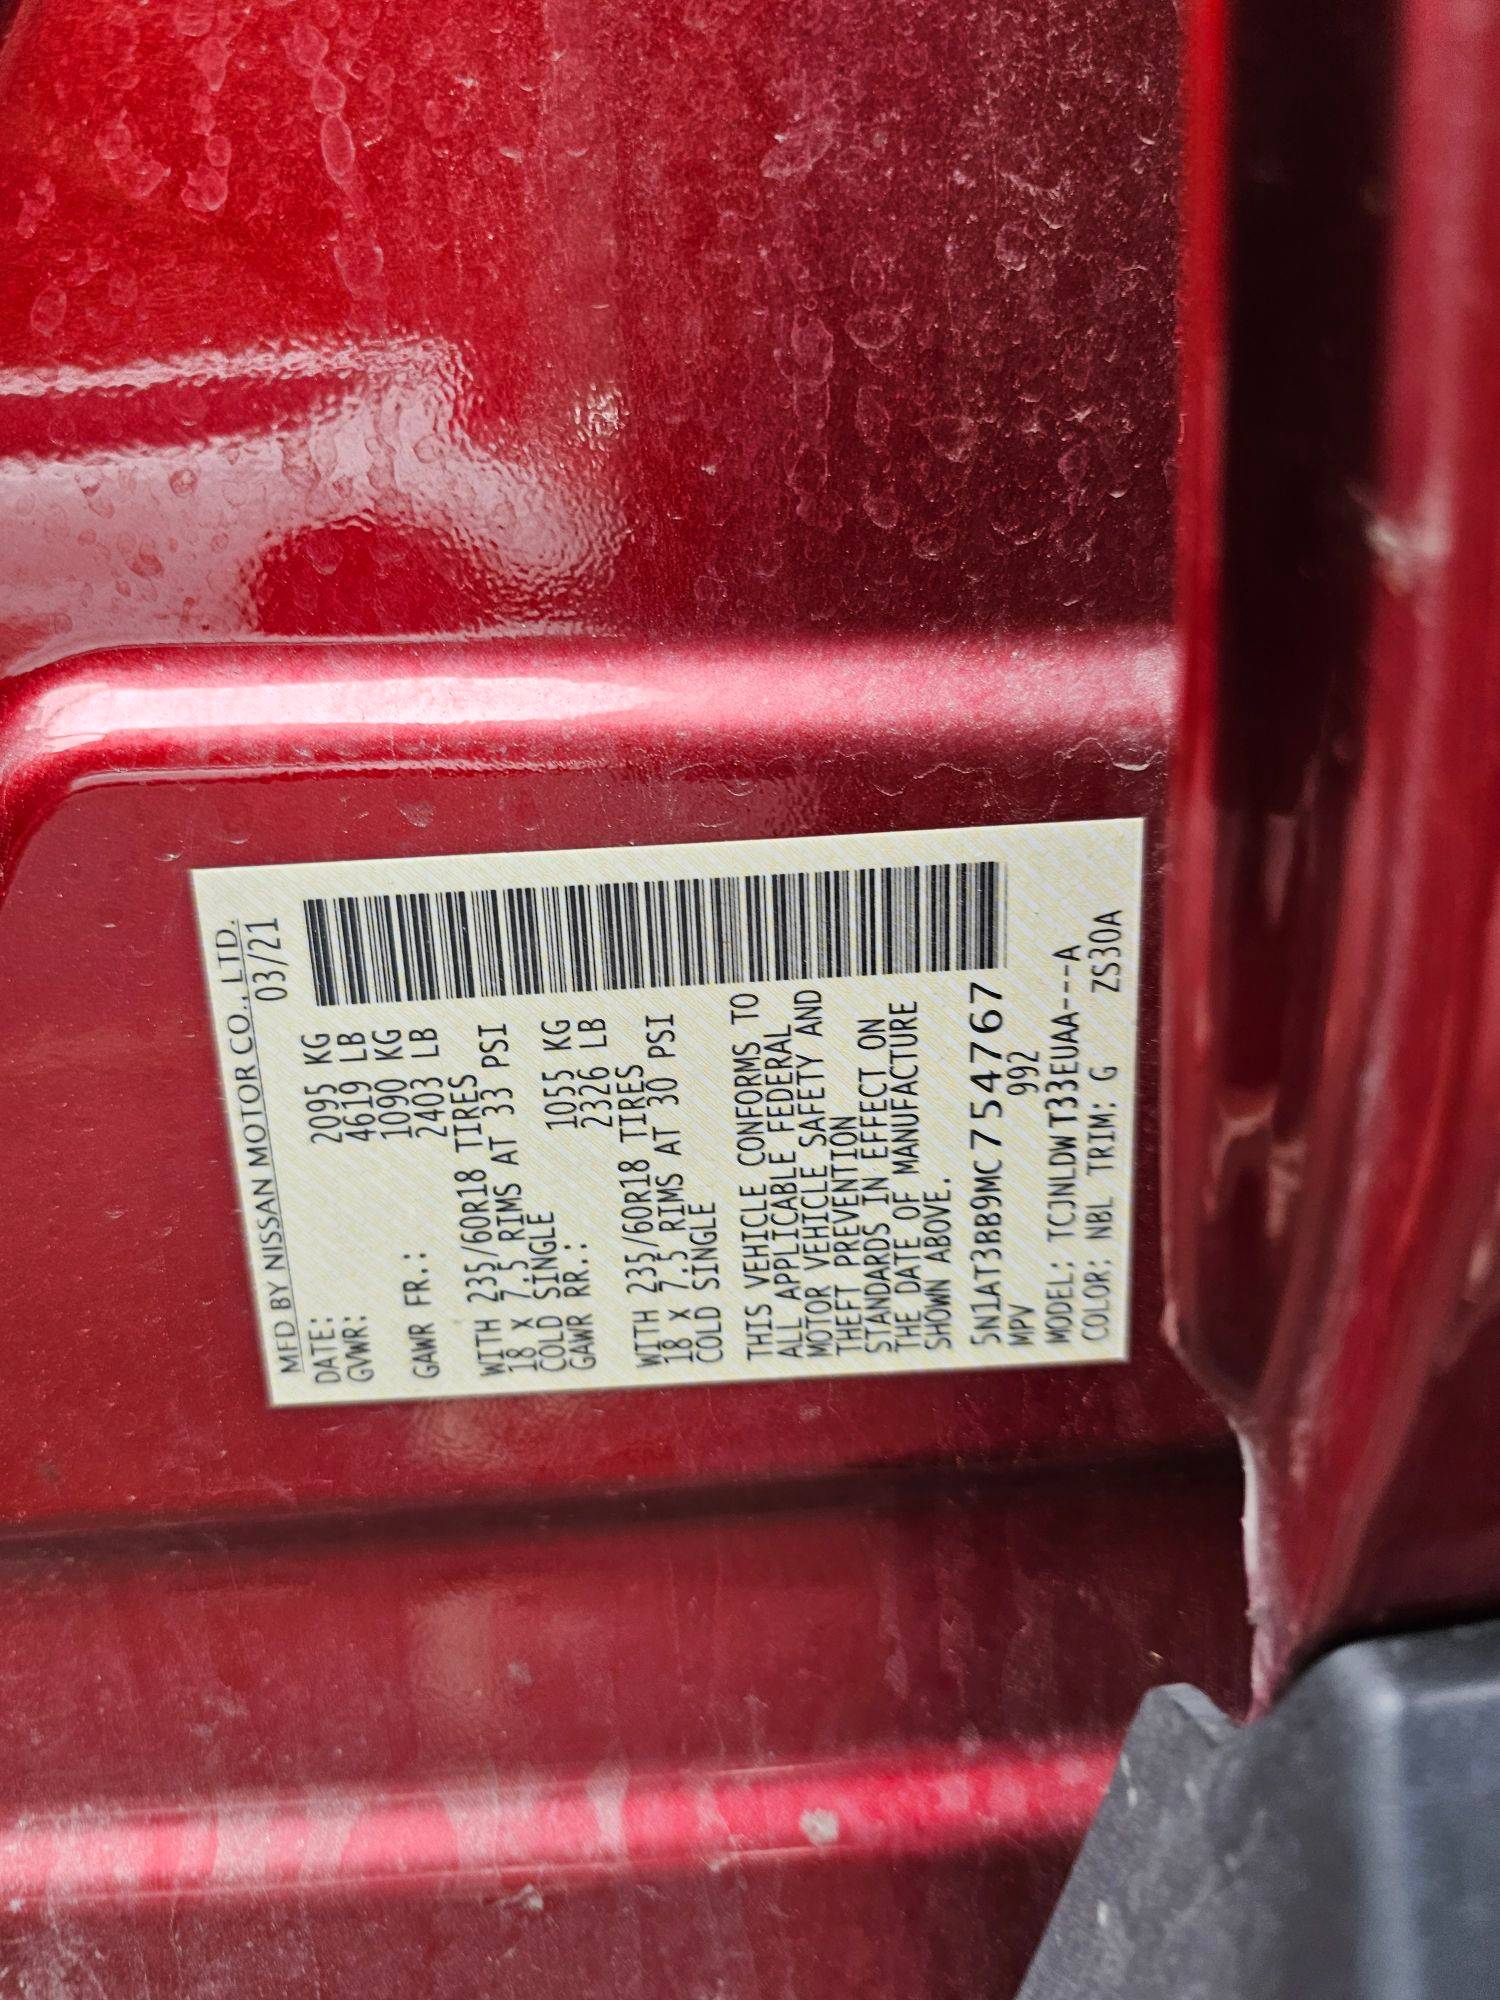 MFD BY NISSAN MOTOR CO., LTD.
DATE: 03/21
GVWR: 2095 KG
4619 LB
1090 KG
GAWR FR.: 2403 LB
WITH 235/60R18 TIRES
18 X 7.5 RIMS AT 33 PSI
COLD SINGLE
GAWR RR.: 1055 KG
2326 LB
WITH 235/60R18 TIRES
18 X 7.5 RIMS AT 30 PSI
COLD SINGLE
THIS VEHICLE CONFORMS TO
ALL APPLICABLE FEDERAL
MOTOR VEHICLE SAFETY AND
THEFT PREVENTION
STANDARDS IN EFFECT ON
THE DATE OF MANUFACTURE
SHOWN ABOVE.
5N1AT3BB9MC754767
MPV 992
MODEL: TCJNLDWT33EUAA---A
COLOR: NBL TRIM: G ZS30A